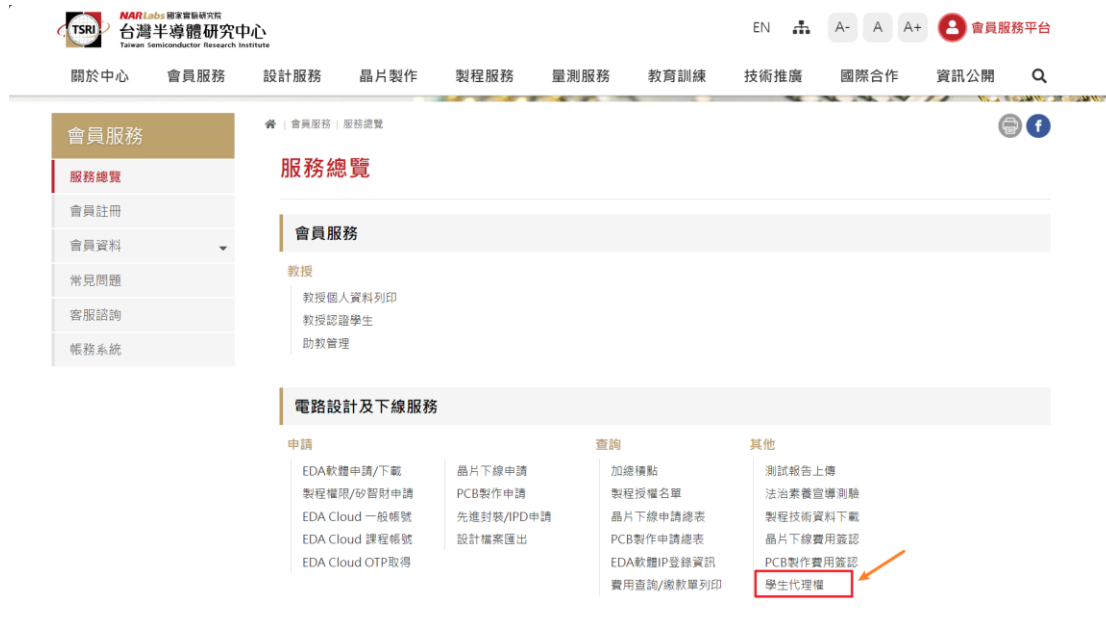 TSRI
NARLabs 國家實驗研究院
台灣半導體研究中心
Taiwan Semiconductor Research Institute
EN
A-
A
A+
會員服務平台
關於中心
會員服務
設計服務
晶片製作
製程服務
量測服務
教育訓練
技術推廣
國際合作
資訊公開
會員服務
服務總覽
會員註冊
會員資料
常見問題
客服諮詢
帳務系統
| 會員服務 | 服務總覽
服務總覽
會員服務
教授
教授個人資料列印
教授認證學生
助教管理
電路設計及下線服務
申請
EDA軟體申請/下載
製程權限/矽智財申請
EDA Cloud 一般帳號
EDA Cloud 課程帳號
EDA Cloud OTP取得
晶片下線申請
PCB製作申請
先進封裝/IPD申請
設計檔案匯出
查詢
加總積點
製程授權名單
晶片下線申請總表
PCB製作申請總表
EDA軟體IP登錄資訊
費用查詢/繳款單列印
其他
測試報告上傳
法治素養宣導測驗
製程技術資料下載
晶片下線費用簽認
PCB製作費用簽認
學生代理權